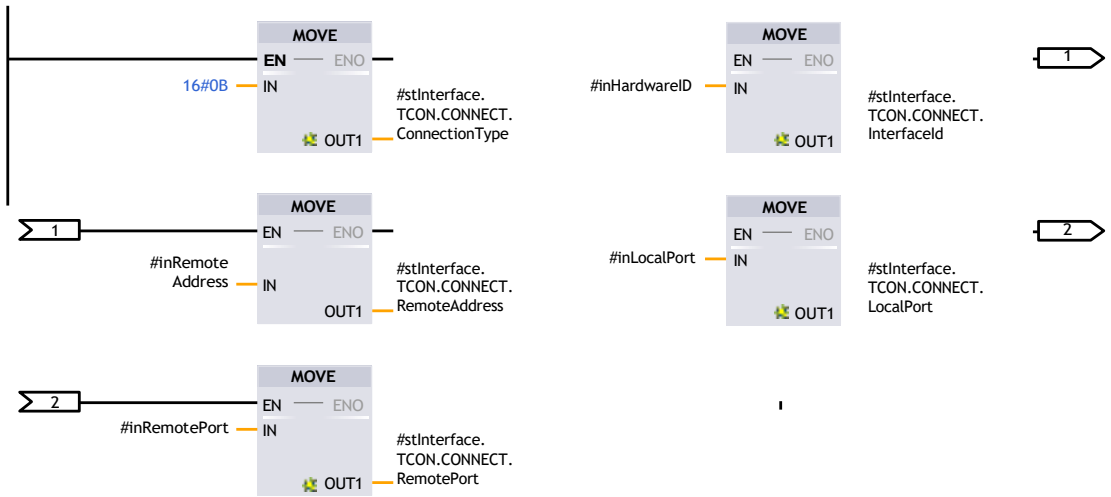 MOVE
EN ENO
16#0B IN
#stInterface.
TCON.CONNECT.
OUT1 ConnectionType
MOVE
EN ENO
#inHardwareID IN
#stInterface.
TCON.CONNECT.
OUT1 InterfaceId
1
1
MOVE
EN ENO
#inRemote
Address IN
#stInterface.
TCON.CONNECT.
OUT1 RemoteAddress
MOVE
EN ENO
#inLocalPort IN
#stInterface.
TCON.CONNECT.
OUT1 LocalPort
2
2
MOVE
EN ENO
#inRemotePort IN
#stInterface.
TCON.CONNECT.
OUT1 RemotePort